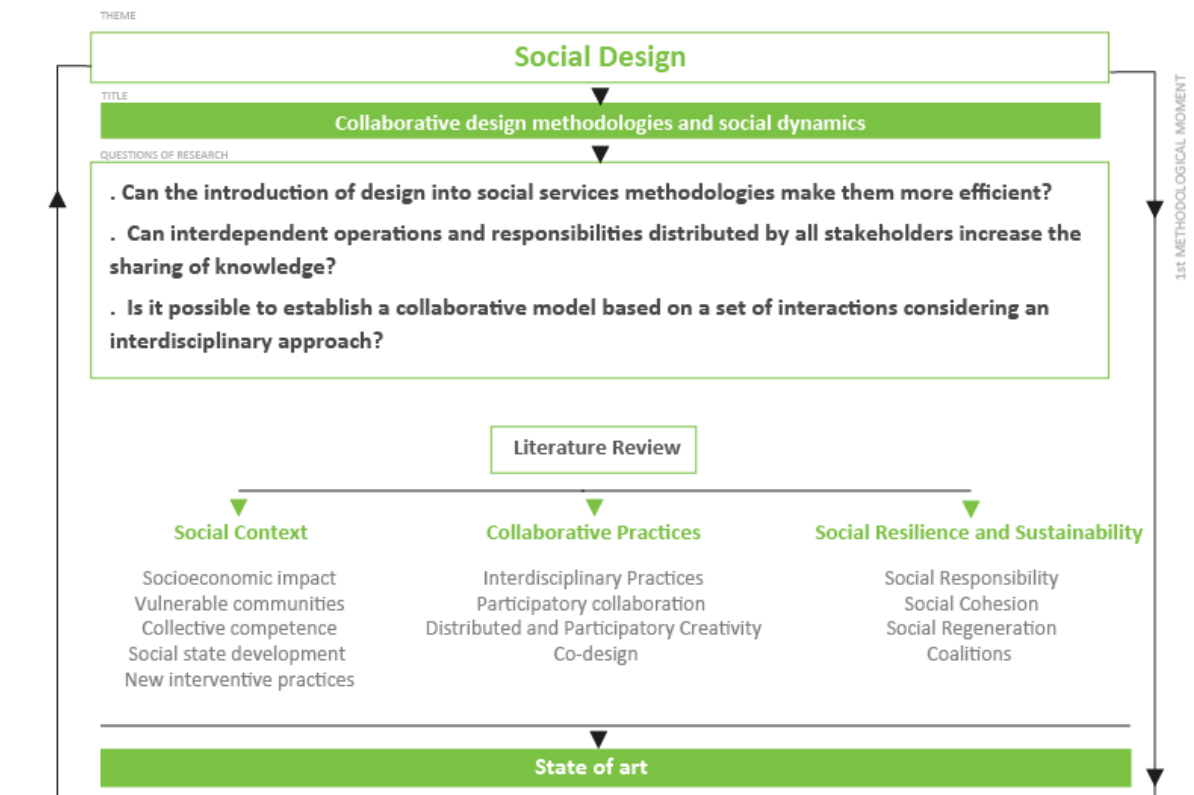 THEME
Social Design
TITLE
Collaborative design methodologies and social dynamics
QUESTIONS OF RESEARCH
. Can the introduction of design into social services methodologies make them more efficient?
. Can interdependent operations and responsibilities distributed by all stakeholders increase the
sharing of knowledge?
. Is it possible to establish a collaborative model based on a set of interactions considering an
interdisciplinary approach?
1st METHODOLOGICAL MOMENT
Literature Review
Social Context
Socioeconomic impact
Vulnerable communities
Collective competence
Social state development
New interventive practices
Collaborative Practices
Interdisciplinary Practices
Participatory collaboration
Distributed and Participatory Creativity
Co-design
Social Resilience and Sustainability
Social Responsibility
Social Cohesion
Social Regeneration
Coalitions
State of art